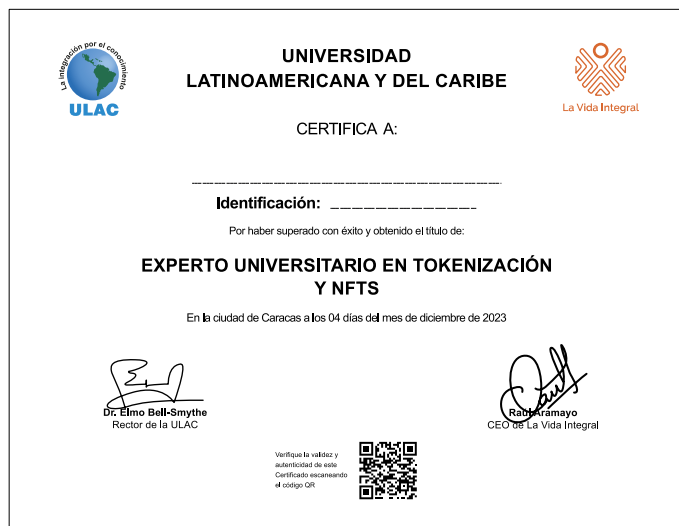 La integración por el conocimiento
ULAC
UNIVERSIDAD
LATINOAMERICANA Y DEL CARIBE
La Vida Integral
CERTIFICA A:
Identificación:
Por haber superado con éxito y obtenido el título de:
EXPERTO UNIVERSITARIO EN TOKENIZACIÓN
Y NFTS
En la ciudad de Caracas a los 04 días del mes de diciembre de 2023
Dr. Elmo Bell-Smythe
Rector de la ULAC
Raúl Aramayo
CEO de La Vida Integral
Verifique la validez y
autenticidad de este
Certificado escaneando
el código QR